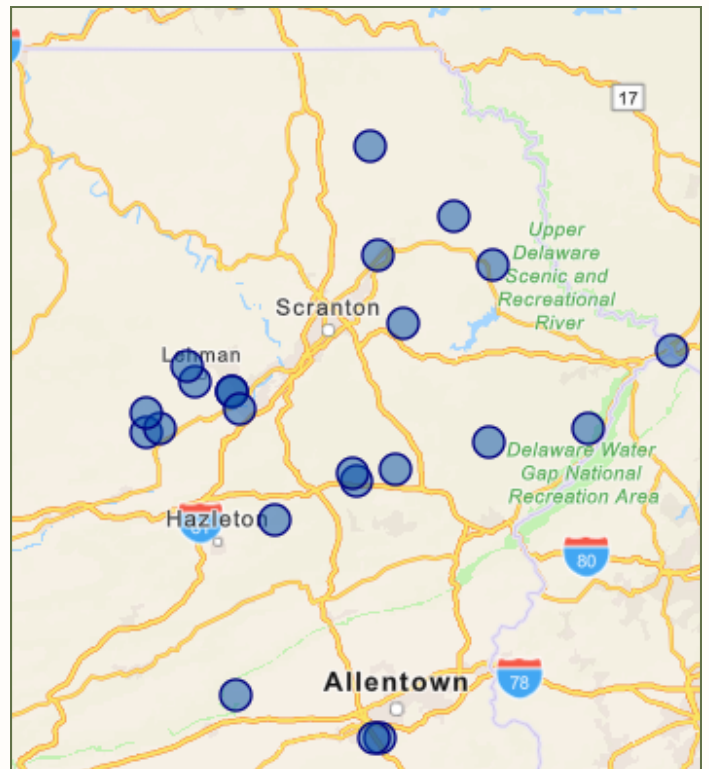 17
Upper
Delaware
Scenic and
Recreational
River
Scranton
Lehman
Delaware Water
Gap National
Recreation Area
Hazleton
81
80
Allentown
78